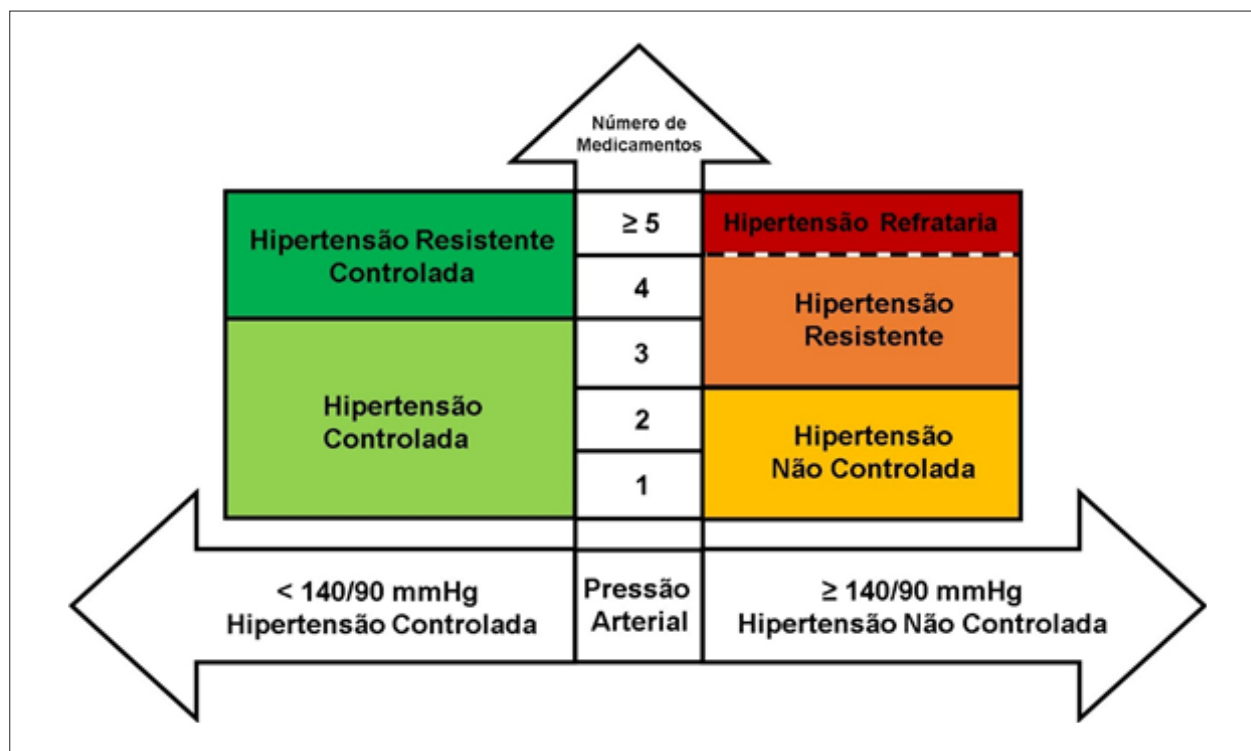 Número de
Medicamentos
Hipertensão Resistente
Controlada
Hipertensão
Controlada
≥ 5
4
3
2
1
Hipertensão Refrataria
Hipertensão
Resistente
Hipertensão
Não Controlada
< 140/90 mmHg
Hipertensão Controlada
Pressão
Arterial
≥ 140/90 mmHg
Hipertensão Não Controlada